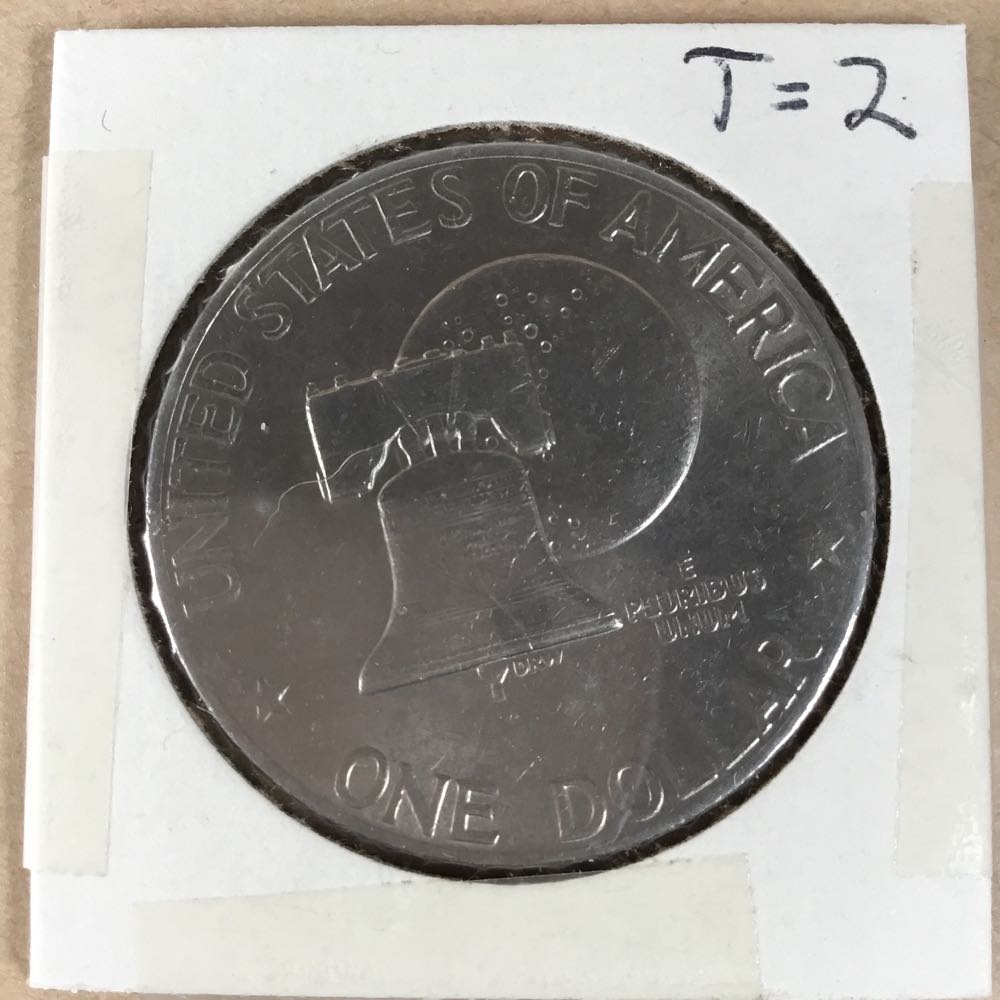 T=2
UNITED STATES OF AMERICA
E
PLURIBUS
UNUM
DRW
ONE DOLLAR